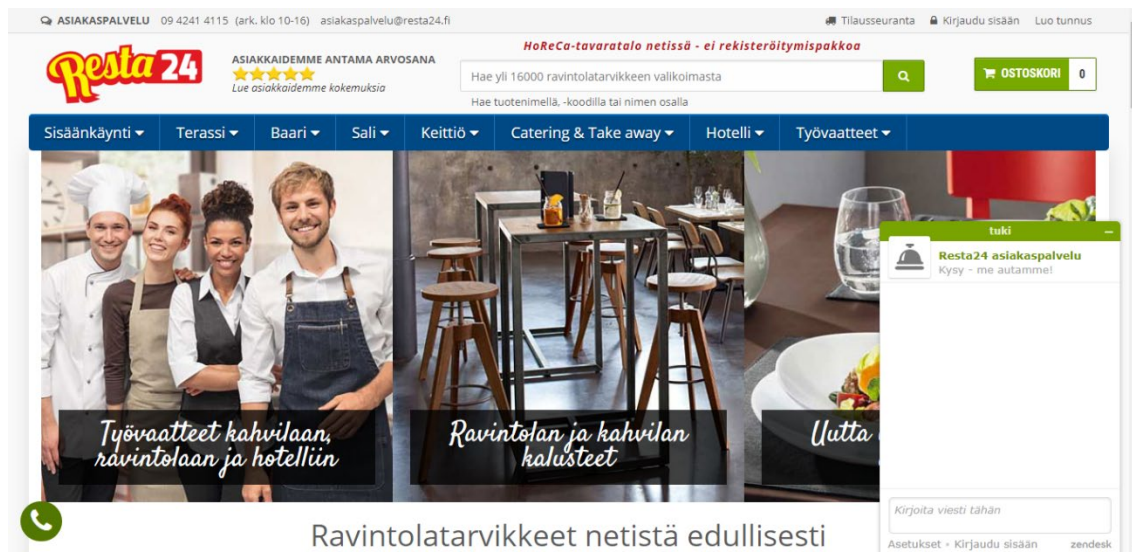 ASIAKASPALVELU 09 4241 4115 (ark. klo 10-16) asiakaspalvelu@resta24.fi
Tilausseuranta Kirjaudu sisään Luo tunnus
Resta 24
ASIAKKAIDEMME ANTAMA ARVOSANA
Lue asiakkaidemme kokemuksia
HoReCa-tavaratalo netissä - ei rekisteröitymispakkoa
Hae yli 16000 ravintolatarvikkeen valikoimasta
OSTOSKORI 0
Hae tuotenimellä, -koodilla tai nimen osalla
Sisäänkäynti Terassi Baari Sali Keittiö Catering & Take away Hotelli Työvaatteet
Työvaatteet kahvilaan,
ravintolaan ja hotelliin
Ravintolan ja kahvilan
kalusteet
Uutta
tuki
Resta24 asiakaspalvelu
Kysy - me autamme!
Kirjoita viesti tähän
Asetukset • Kirjaudu sisään zendesk
Ravintolatarvikkeet netistä edullisesti